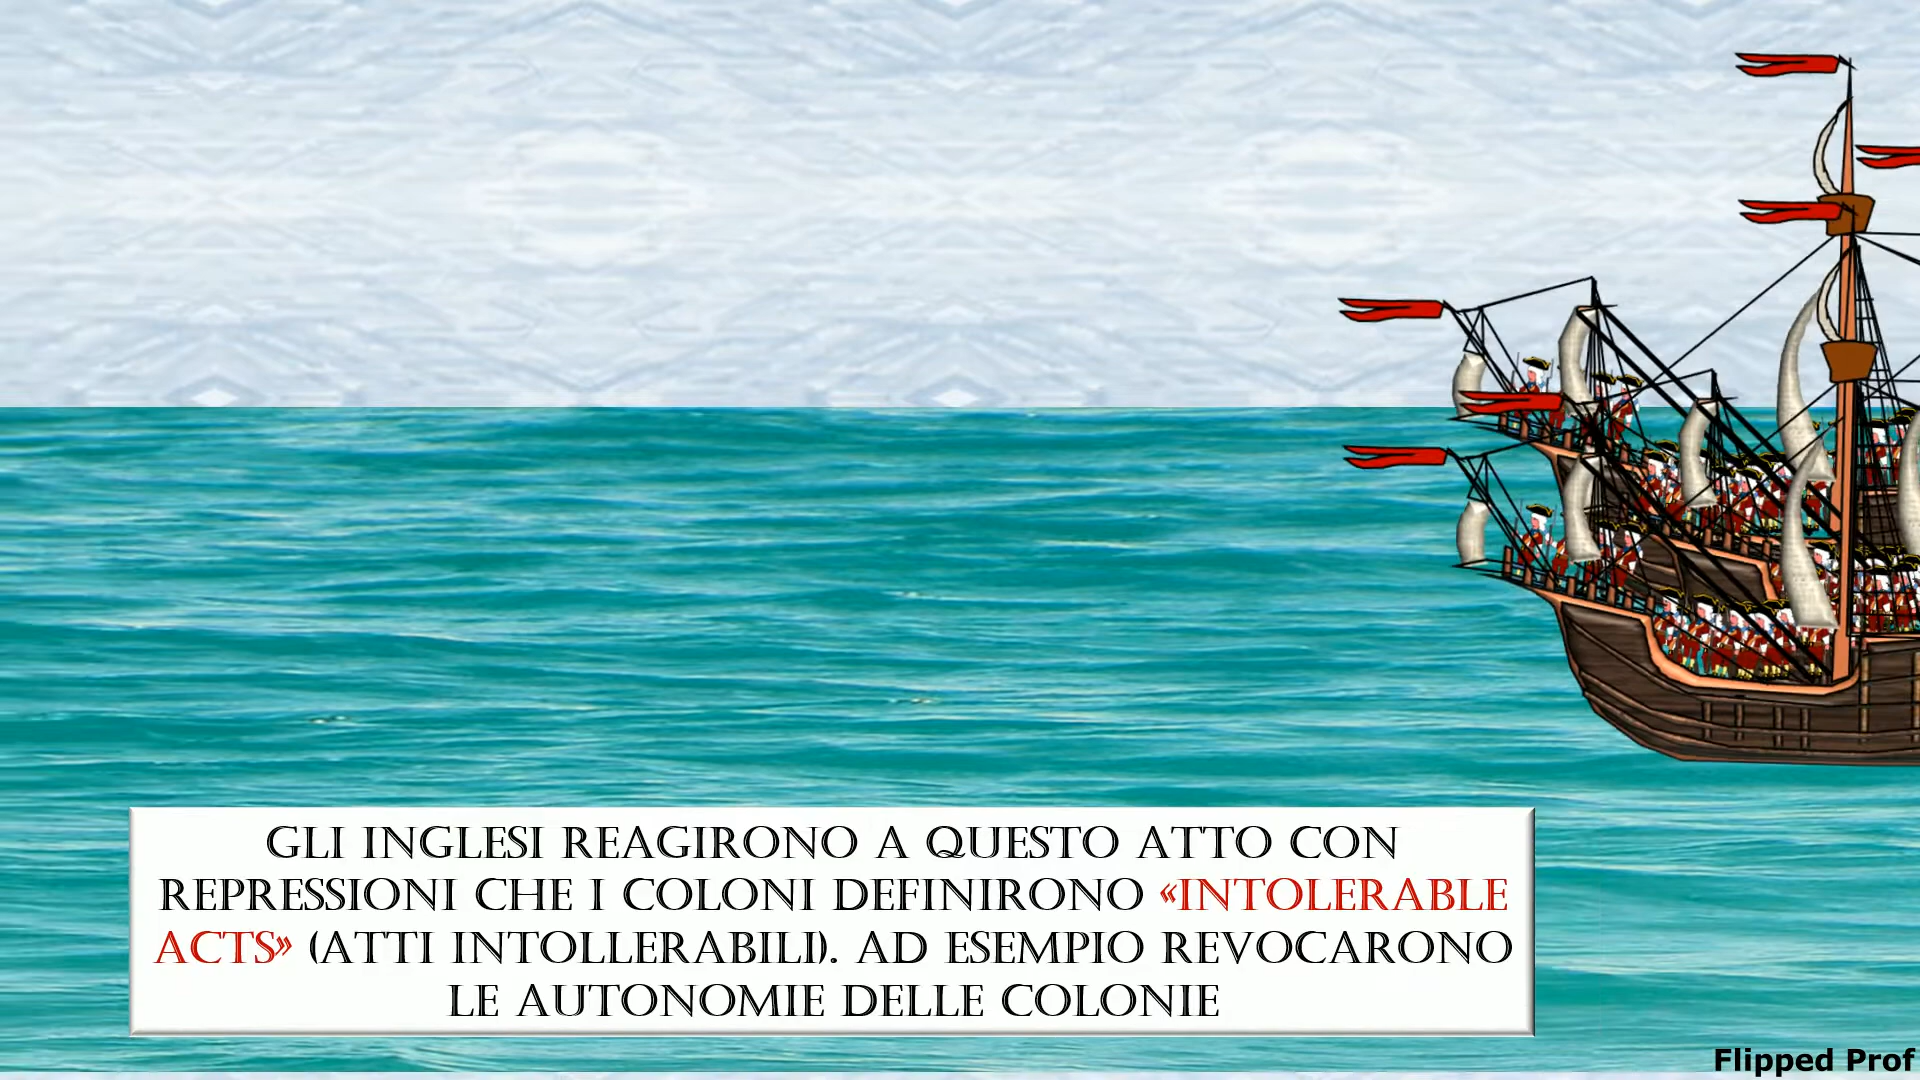 GLI INGLESI REAGIRONO A QUESTO ATTO CON
REPRESSIONI CHE I COLONI DEFINIRONO «INTOLERABLE
ACTS» (ATTI INTOLLERABILI). AD ESEMPIO REVOCARONO
LE AUTONOMIE DELLE COLONIE
Flipped Prof